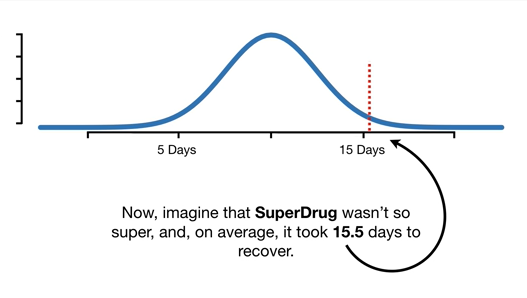 5 Days
15 Days
Now, imagine that SuperDrug wasn't so
super, and, on average, it took 15.5 days to
recover.